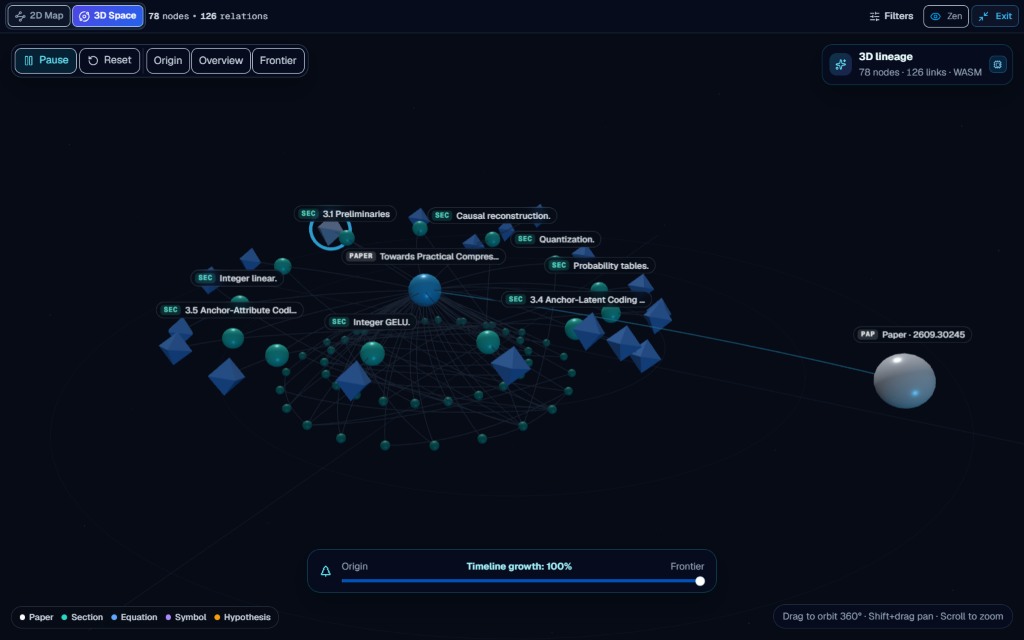 2D Map
3D Space
78 nodes • 126 relations
Filters
Zen
Exit
Pause
Reset
Origin
Overview
Frontier
3D lineage
78 nodes · 126 links · WASM
SEC 3.1 Preliminaries
SEC Causal reconstruction.
SEC Quantization.
PAPER Towards Practical Compres...
SEC Probability tables.
SEC Integer linear.
SEC 3.4 Anchor-Latent Coding ...
SEC 3.5 Anchor-Attribute Codi...
SEC Integer GELU.
PAP Paper · 2609.30245
Origin
Timeline growth: 100%
Frontier
Paper
Section
Equation
Symbol
Hypothesis
Drag to orbit 360° · Shift+drag pan · Scroll to zoom